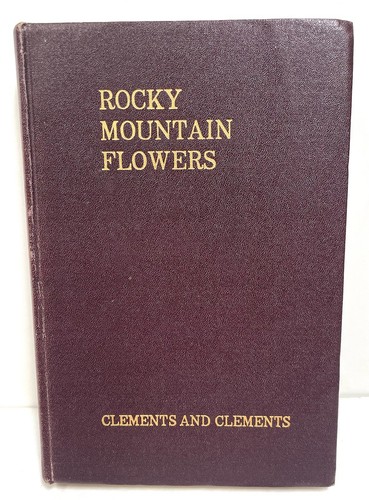 ROCKY
MOUNTAIN
FLOWERS
CLEMENTS AND CLEMENTS